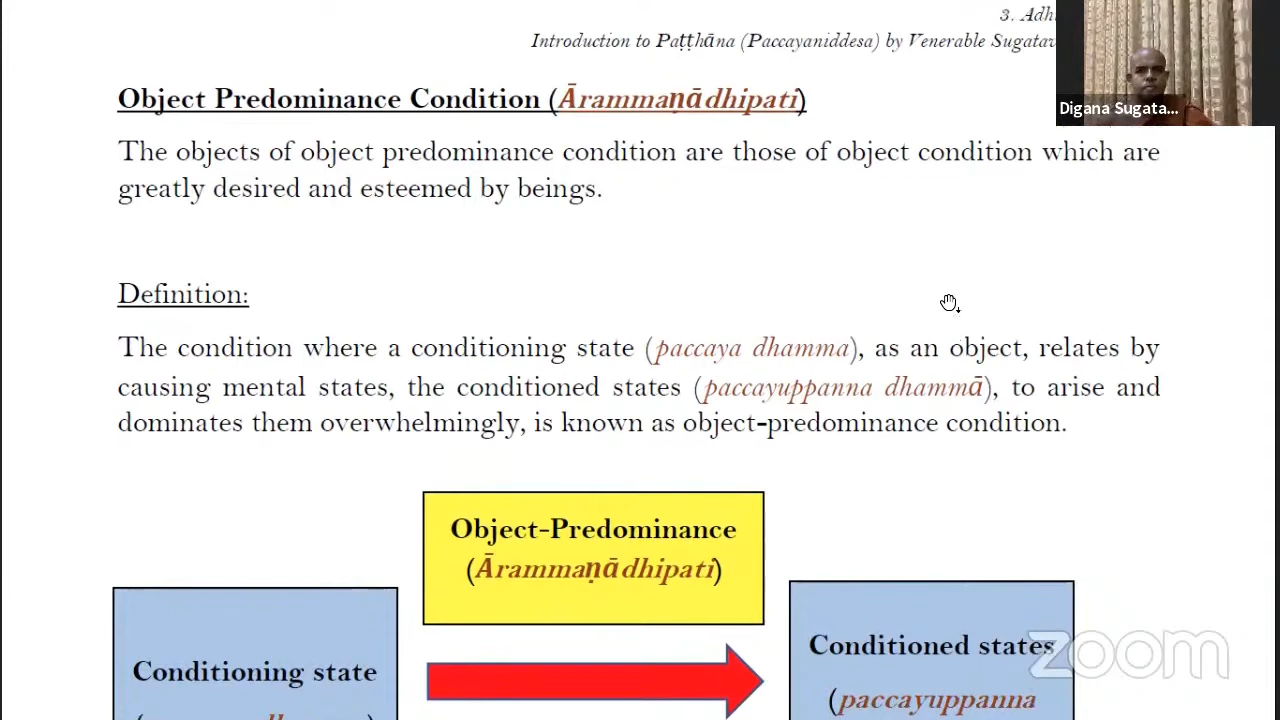 3. Adhi
Introduction to Paṭṭhāna (Paccayaniddesa) by Venerable Sugatav
Digana Sugata...
Object Predominance Condition (Ārammaṇādhipati)
The objects of object predominance condition are those of object condition which are
greatly desired and esteemed by beings.
Definition:
The condition where a conditioning state (paccaya dhamma), as an object, relates by
causing mental states, the conditioned states (paccayuppanna dhammā), to arise and
dominates them overwhelmingly, is known as object-predominance condition.
Object-Predominance
(Ārammaṇādhipati)
Conditioning state
Conditioned states
(paccayuppanna
zoom